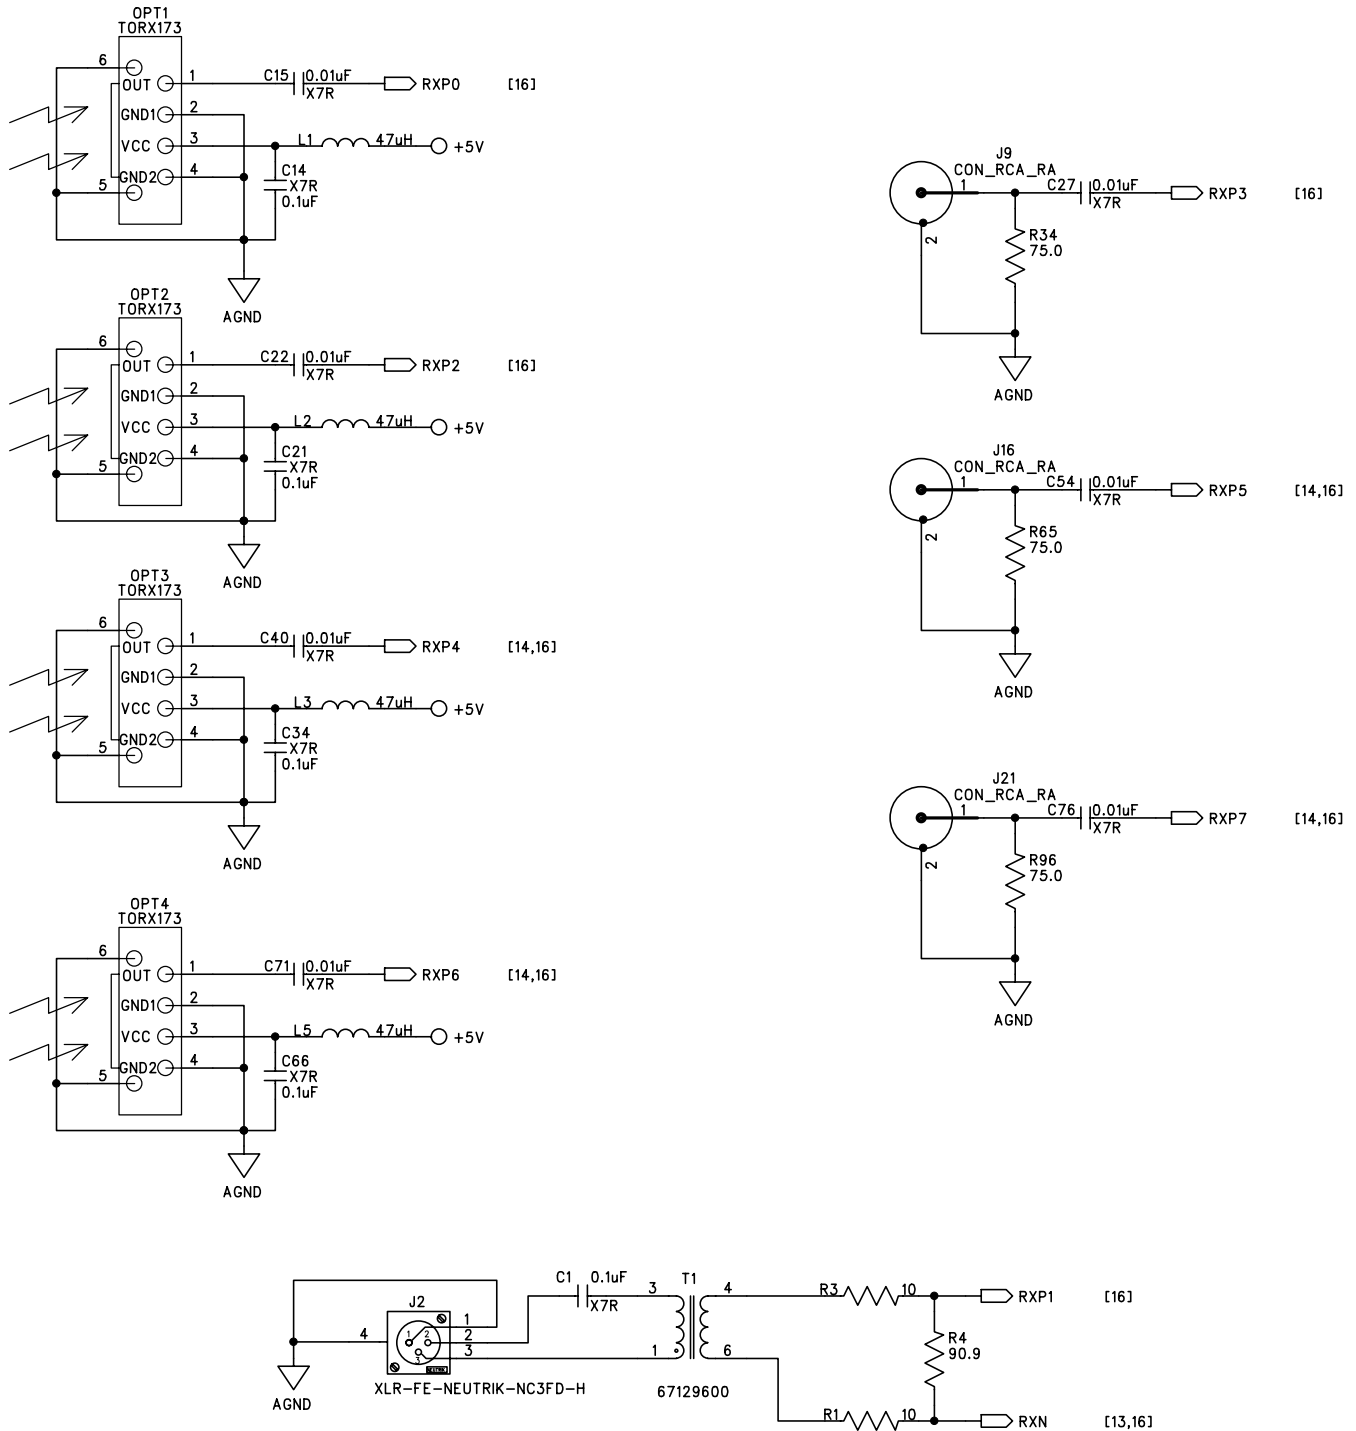 OPT1
TORX173
6
OUT
1
C15
0.01uF
X7R
RXP0
[16]
GND1
2
VCC
3
L1
47uH
+5V
GND2
4
5
C14
X7R
0.1uF
AGND
OPT2
TORX173
6
OUT
1
C22
0.01uF
X7R
RXP2
[16]
GND1
2
VCC
3
L2
47uH
+5V
GND2
4
5
C21
X7R
0.1uF
AGND
OPT3
TORX173
6
OUT
1
C40
0.01uF
X7R
RXP4
[14,16]
GND1
2
VCC
3
L3
47uH
+5V
GND2
4
5
C34
X7R
0.1uF
AGND
OPT4
TORX173
6
OUT
1
C71
0.01uF
X7R
RXP6
[14,16]
GND1
2
VCC
3
L5
47uH
+5V
GND2
4
5
C66
X7R
0.1uF
AGND
J9
CON_RCA_RA
1
C27
0.01uF
X7R
RXP3
[16]
2
R34
75.0
AGND
J16
CON_RCA_RA
1
C54
0.01uF
X7R
RXP5
[14,16]
2
R65
75.0
AGND
J21
CON_RCA_RA
1
C76
0.01uF
X7R
RXP7
[14,16]
2
R96
75.0
AGND
J2
4
1
2
3
1
2
3
NEUTRIK
XLR-FE-NEUTRIK-NC3FD-H
AGND
C1
0.1uF
X7R
3
T1
4
1
6
67129600
R3
10
RXP1
[16]
R4
90.9
R1
10
RXN
[13,16]